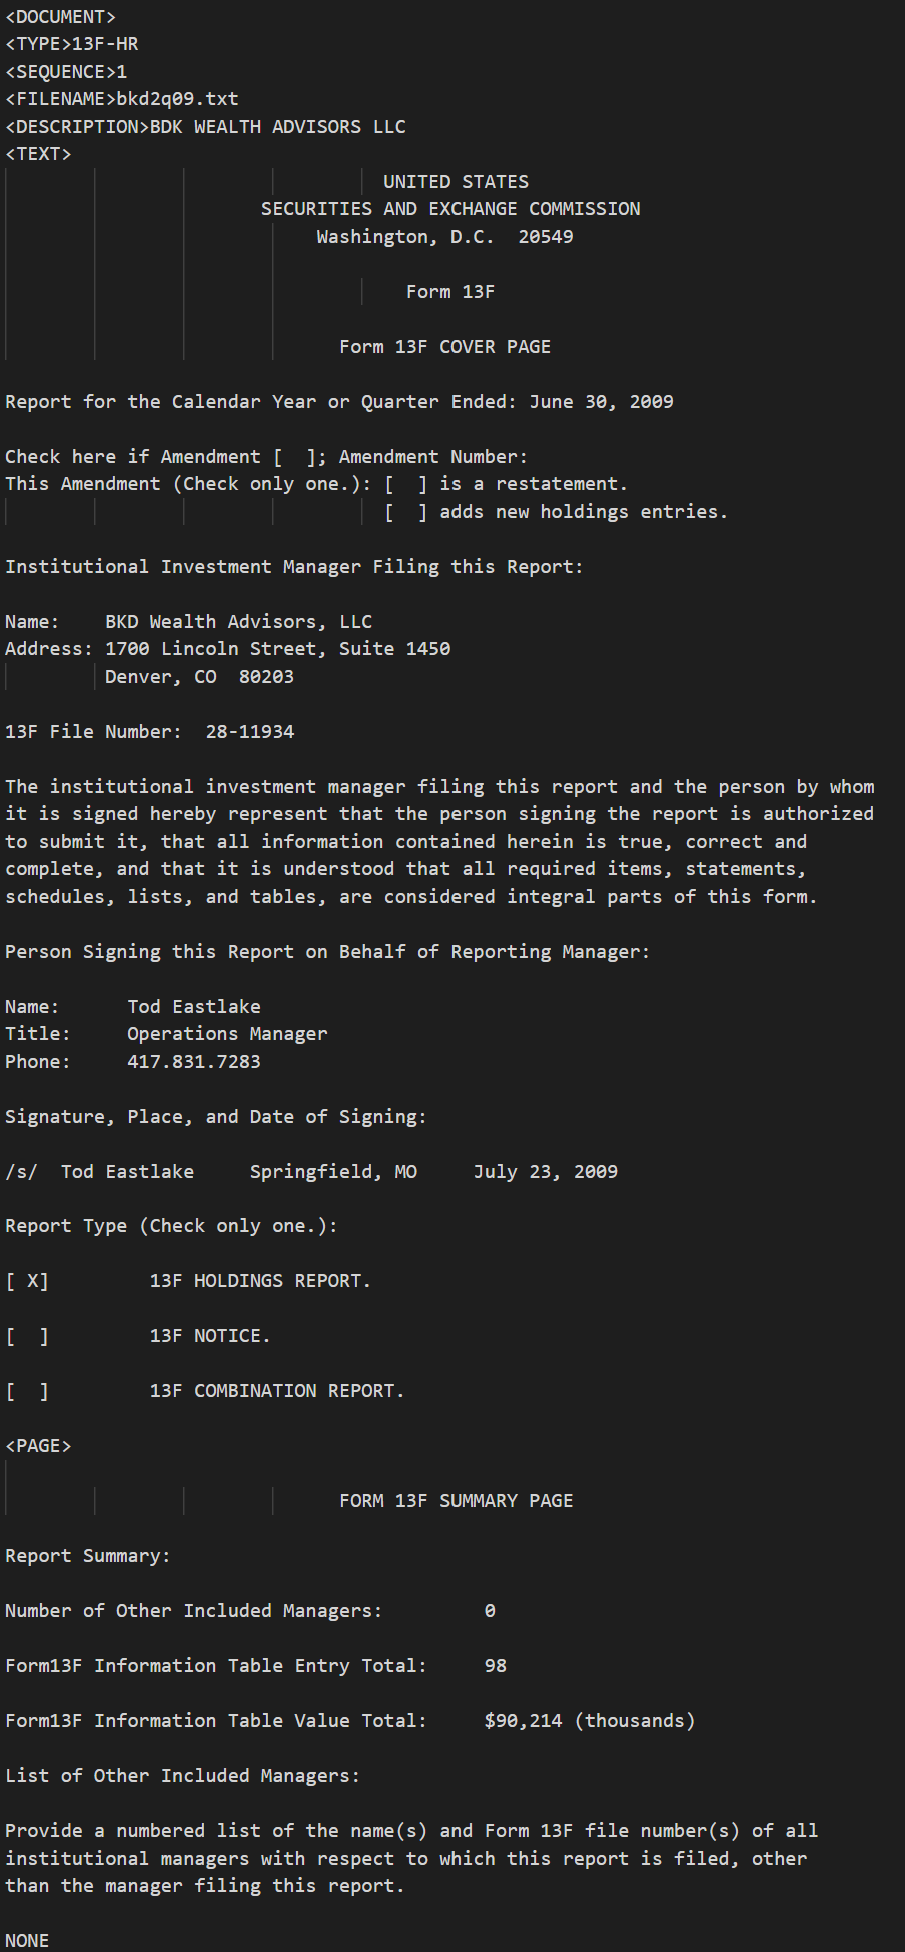 <DOCUMENT>
<TYPE>13F-HR
<SEQUENCE>1
<FILENAME>bkd2q09.txt
<DESCRIPTION>BDK WEALTH ADVISORS LLC
<TEXT>
UNITED STATES
SECURITIES AND EXCHANGE COMMISSION
Washington, D.C.  20549
Form 13F
Form 13F COVER PAGE
Report for the Calendar Year or Quarter Ended: June 30, 2009
Check here if Amendment [  ]; Amendment Number:
This Amendment (Check only one.): [  ] is a restatement.
[  ] adds new holdings entries.
Institutional Investment Manager Filing this Report:
Name:    BKD Wealth Advisors, LLC
Address: 1700 Lincoln Street, Suite 1450
Denver, CO  80203
13F File Number:  28-11934
The institutional investment manager filing this report and the person by whom
it is signed hereby represent that the person signing the report is authorized
to submit it, that all information contained herein is true, correct and
complete, and that it is understood that all required items, statements,
schedules, lists, and tables, are considered integral parts of this form.
Person Signing this Report on Behalf of Reporting Manager:
Name:      Tod Eastlake
Title:     Operations Manager
Phone:     417.831.7283
Signature, Place, and Date of Signing:
/s/  Tod Eastlake     Springfield, MO     July 23, 2009
Report Type (Check only one.):
[ X]         13F HOLDINGS REPORT.
[  ]         13F NOTICE.
[  ]         13F COMBINATION REPORT.
<PAGE>
FORM 13F SUMMARY PAGE
Report Summary:
Number of Other Included Managers:         0
Form13F Information Table Entry Total:     98
Form13F Information Table Value Total:     $90,214 (thousands)
List of Other Included Managers:
Provide a numbered list of the name(s) and Form 13F file number(s) of all
institutional managers with respect to which this report is filed, other
than the manager filing this report.
NONE